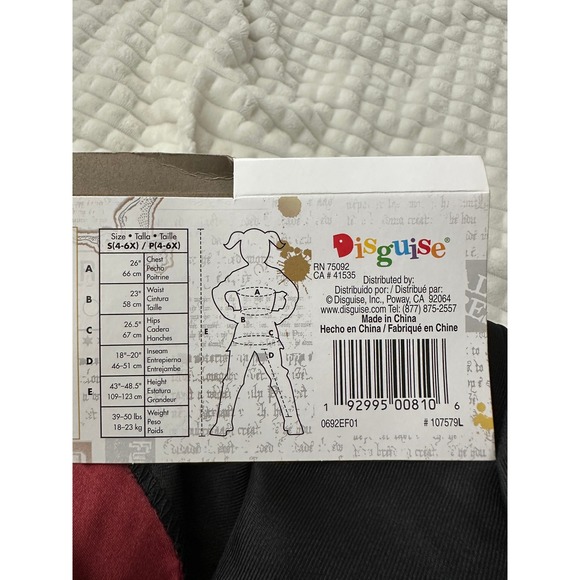 Size • Talla • Taille
S(4-6X) / P(4-6X)
A
26"
66 cm
Chest
Pecho
Poitrine
B
23"
58 cm
Waist
Cintura
Taille
C
26.5"
67 cm
Hips
Cadera
Hanches
D
18"-20"
46-51 cm
Inseam
Entrepierna
Entrejambe
E
43"-48.5"
109-123 cm
Height
Estatura
Grandeur
39-50 lbs
18-23 kg
Weight
Peso
Poids
A
B
C
D
E
Disguise®
RN 75092
CA # 41535
Distributed by:
Distribuido por: / Distribué par:
© Disguise, Inc., Poway, CA 92064
www.disguise.com Tel: (877) 875-2557
Made in China
Hecho en China / Fabriqué en Chine
1 92995 00810 6
0692EF01 # 107579L